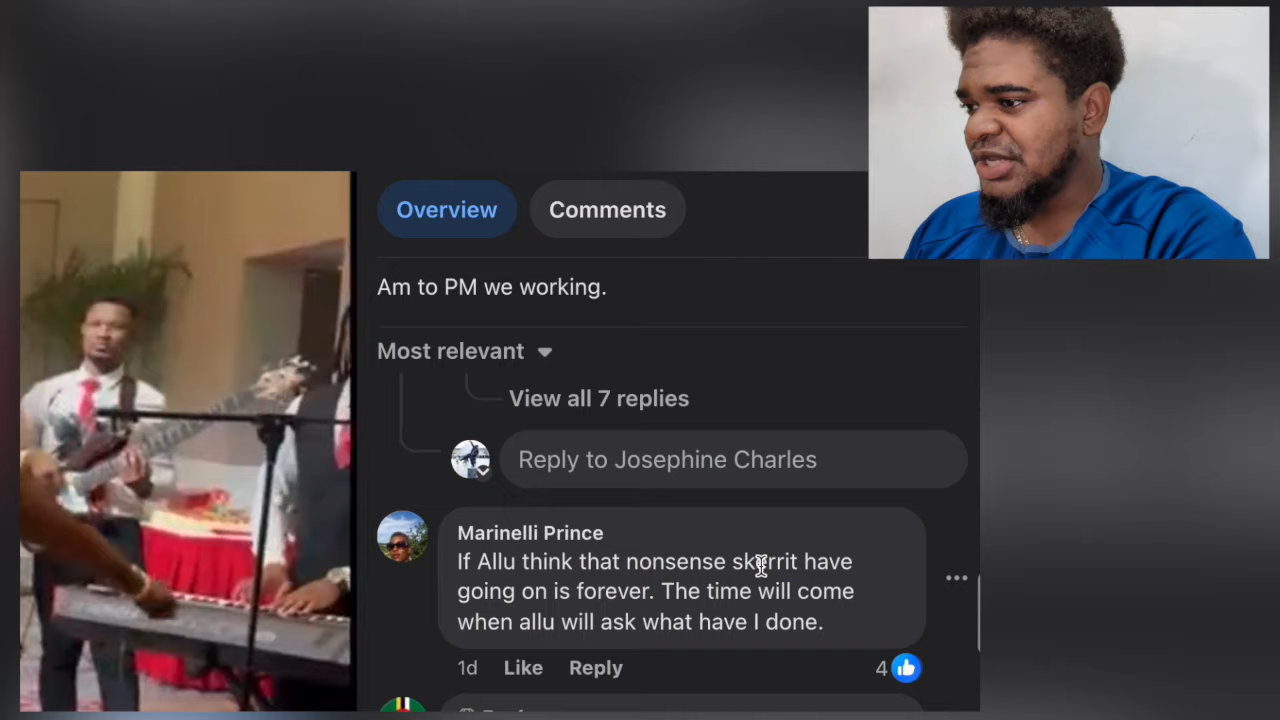 Overview
Comments
Am to PM we working.
Most relevant
View all 7 replies
Reply to Josephine Charles
Marinelli Prince
If Allu think that nonsense skerrit have
going on is forever. The time will come
when allu will ask what have I done.
1d Like Reply 4